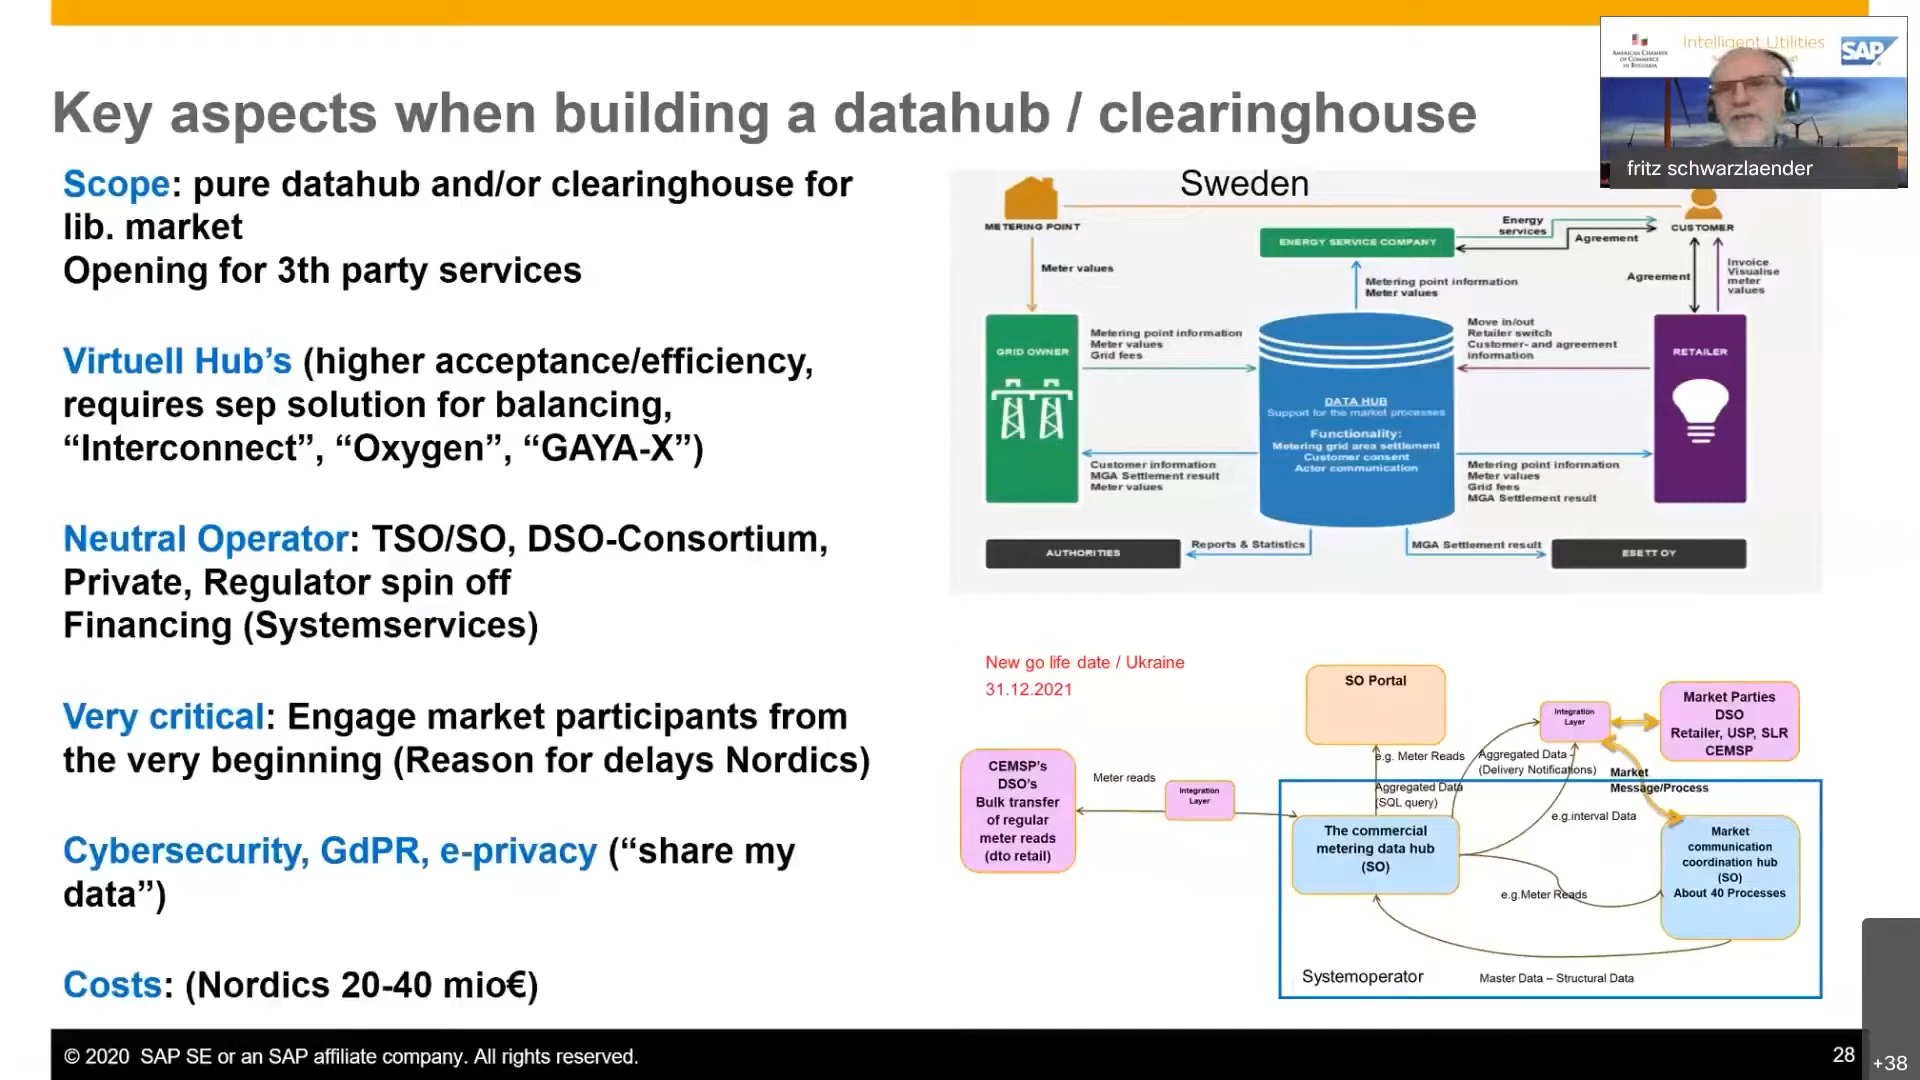 Key aspects when building a datahub / clearinghouse
Scope: pure datahub and/or clearinghouse for
lib. market
Opening for 3th party services
Virtuell Hub’s (higher acceptance/efficiency,
requires sep solution for balancing,
“Interconnect”, “Oxygen”, “GAYA-X”)
Neutral Operator: TSO/SO, DSO-Consortium,
Private, Regulator spin off
Financing (Systemservices)
Very critical: Engage market participants from
the very beginning (Reason for delays Nordics)
Cybersecurity, GdPR, e-privacy (“share my
data”)
Costs: (Nordics 20-40 mio€)
AMERICAN CHAMBER
OF COMMERCE
IN BULGARIA
Intelligent Utilities
SAP
fritz schwarzlaender
Sweden
METERING POINT
CUSTOMER
Meter values
ENERGY SERVICE COMPANY
Energy
services
Agreement
Metering point information
Meter values
Agreement
Invoice
Visualise
meter
values
GRID OWNER
Metering point information
Meter values
Grid fees
Move in/out
Retailer switch
Customer- and agreement
information
RETAILER
DATA HUB
Support for the market processes
Functionality:
Metering grid area settlement
Customer consent
Actor communication
Customer information
MGA Settlement result
Meter values
Metering point information
Meter values
Grid fees
MGA Settlement result
AUTHORITIES
Reports & Statistics
MGA Settlement result
ESETT OY
New go life date / Ukraine
31.12.2021
SO Portal
Integration
Layer
Market Parties
DSO
Retailer, USP, SLR
CEMSP
CEMSP’s
DSO’s
Bulk transfer
of regular
meter reads
(dto retail)
Meter reads
Integration
Layer
e.g. Meter Reads
Aggregated Data
(SQL query)
Aggregated Data -
(Delivery Notifications)
Market
Message/Process
e.g.interval Data
The commercial
metering data hub
(SO)
e.g.Meter Reads
Market
communication
coordination hub
(SO)
About 40 Processes
Systemoperator
Master Data – Structural Data
© 2020 SAP SE or an SAP affiliate company. All rights reserved.
28
+38